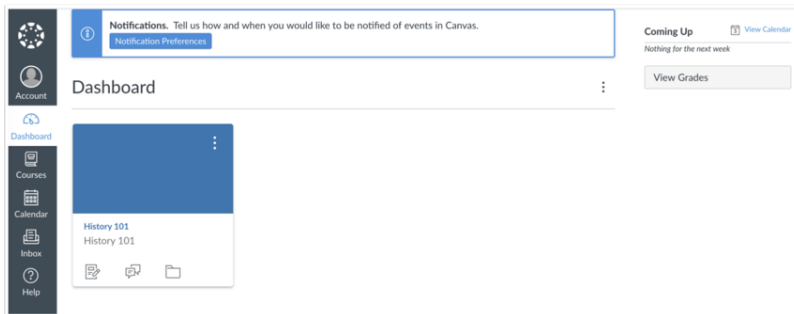 Notifications. Tell us how and when you would like to be notified of events in Canvas.
Notification Preferences
Coming Up
View Calendar
Nothing for the next week
View Grades
Account
Dashboard
Courses
Calendar
Inbox
Help
Dashboard
History 101
History 101